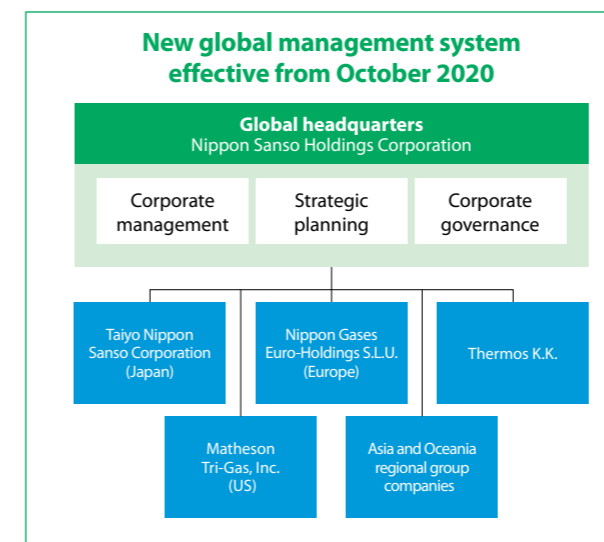 New global management system
effective from October 2020
Global headquarters
Nippon Sanso Holdings Corporation
Corporate
management
Strategic
planning
Corporate
governance
Taiyo Nippon
Sanso Corporation
(Japan)
Nippon Gases
Euro-Holdings S.L.U.
(Europe)
Thermos K.K.
Matheson
Tri-Gas, Inc.
(US)
Asia and Oceania
regional group
companies